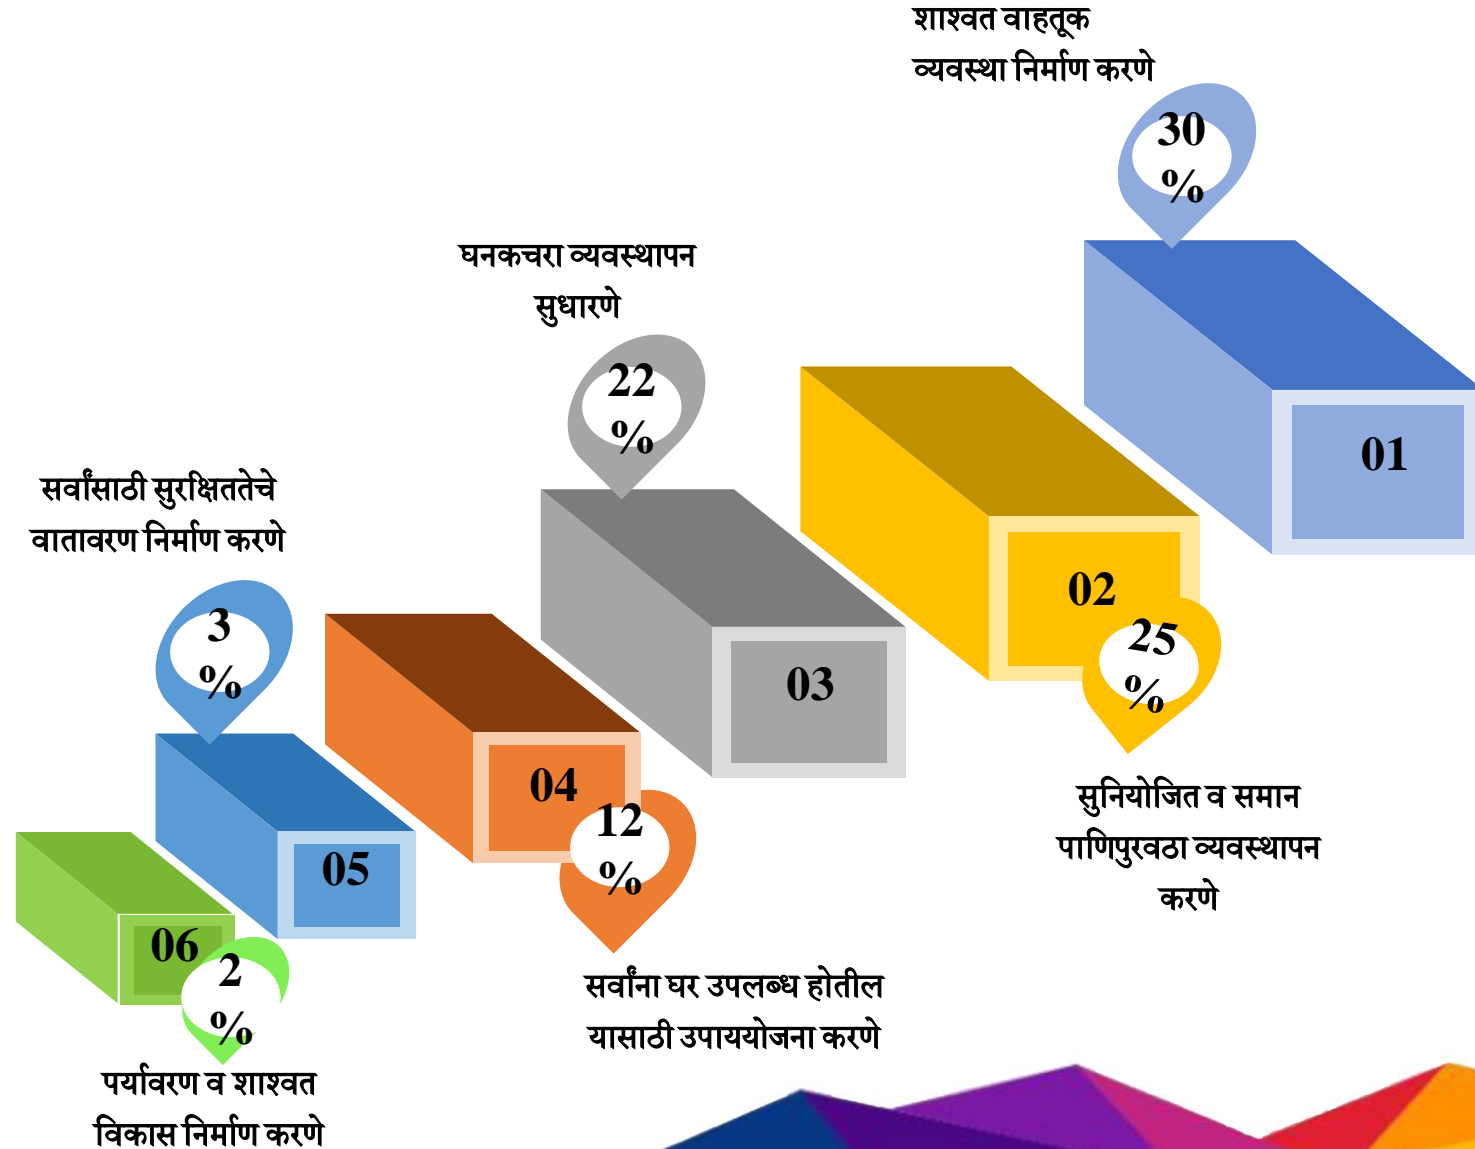 शाश्वत वाहतूक
व्यवस्था निर्माण करणे
30
%
01
घनकचरा व्यवस्थापन
सुधारणे
22
%
03
02
25
%
सुनियोजित व समान
पाणिपुरवठा व्यवस्थापन
करणे
सर्वांसाठी सुरक्षिततेचे
वातावरण निर्माण करणे
3
%
05
04
12
%
सर्वांना घर उपलब्ध होतील
यासाठी उपाययोजना करणे
06
2
%
पर्यावरण व शाश्वत
विकास निर्माण करणे